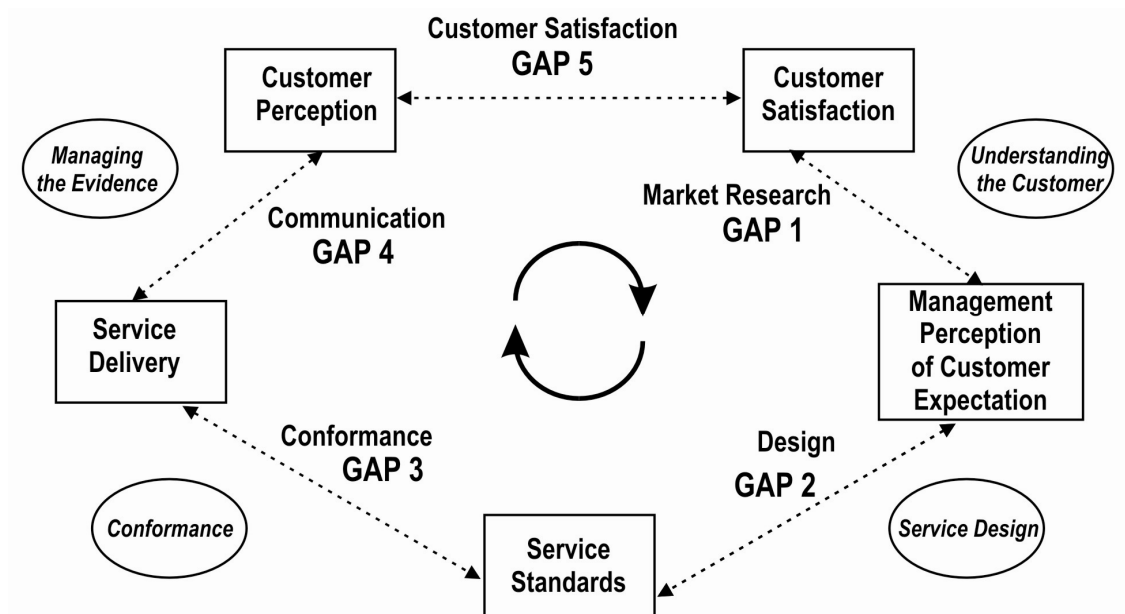 Customer Satisfaction
GAP 5
Customer
Perception
Customer
Satisfaction
Managing
the Evidence
Understanding
the Customer
Communication
GAP 4
Market Research
GAP 1
Service
Delivery
Management
Perception
of Customer
Expectation
Conformance
GAP 3
Design
GAP 2
Conformance
Service Design
Service
Standards